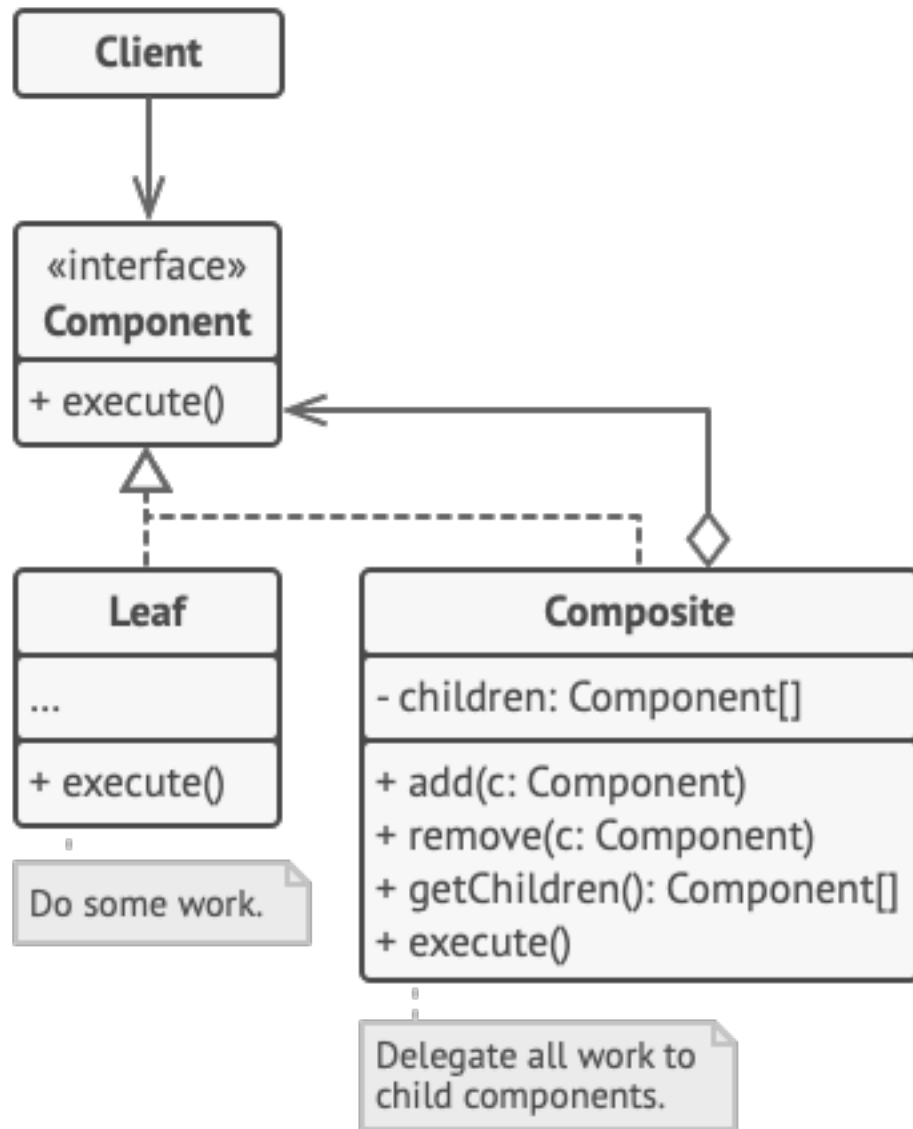 Client
«interface»
Component
+ execute()
Leaf
...
+ execute()
Do some work.
Composite
- children: Component[]
+ add(c: Component)
+ remove(c: Component)
+ getChildren(): Component[]
+ execute()
Delegate all work to
child components.